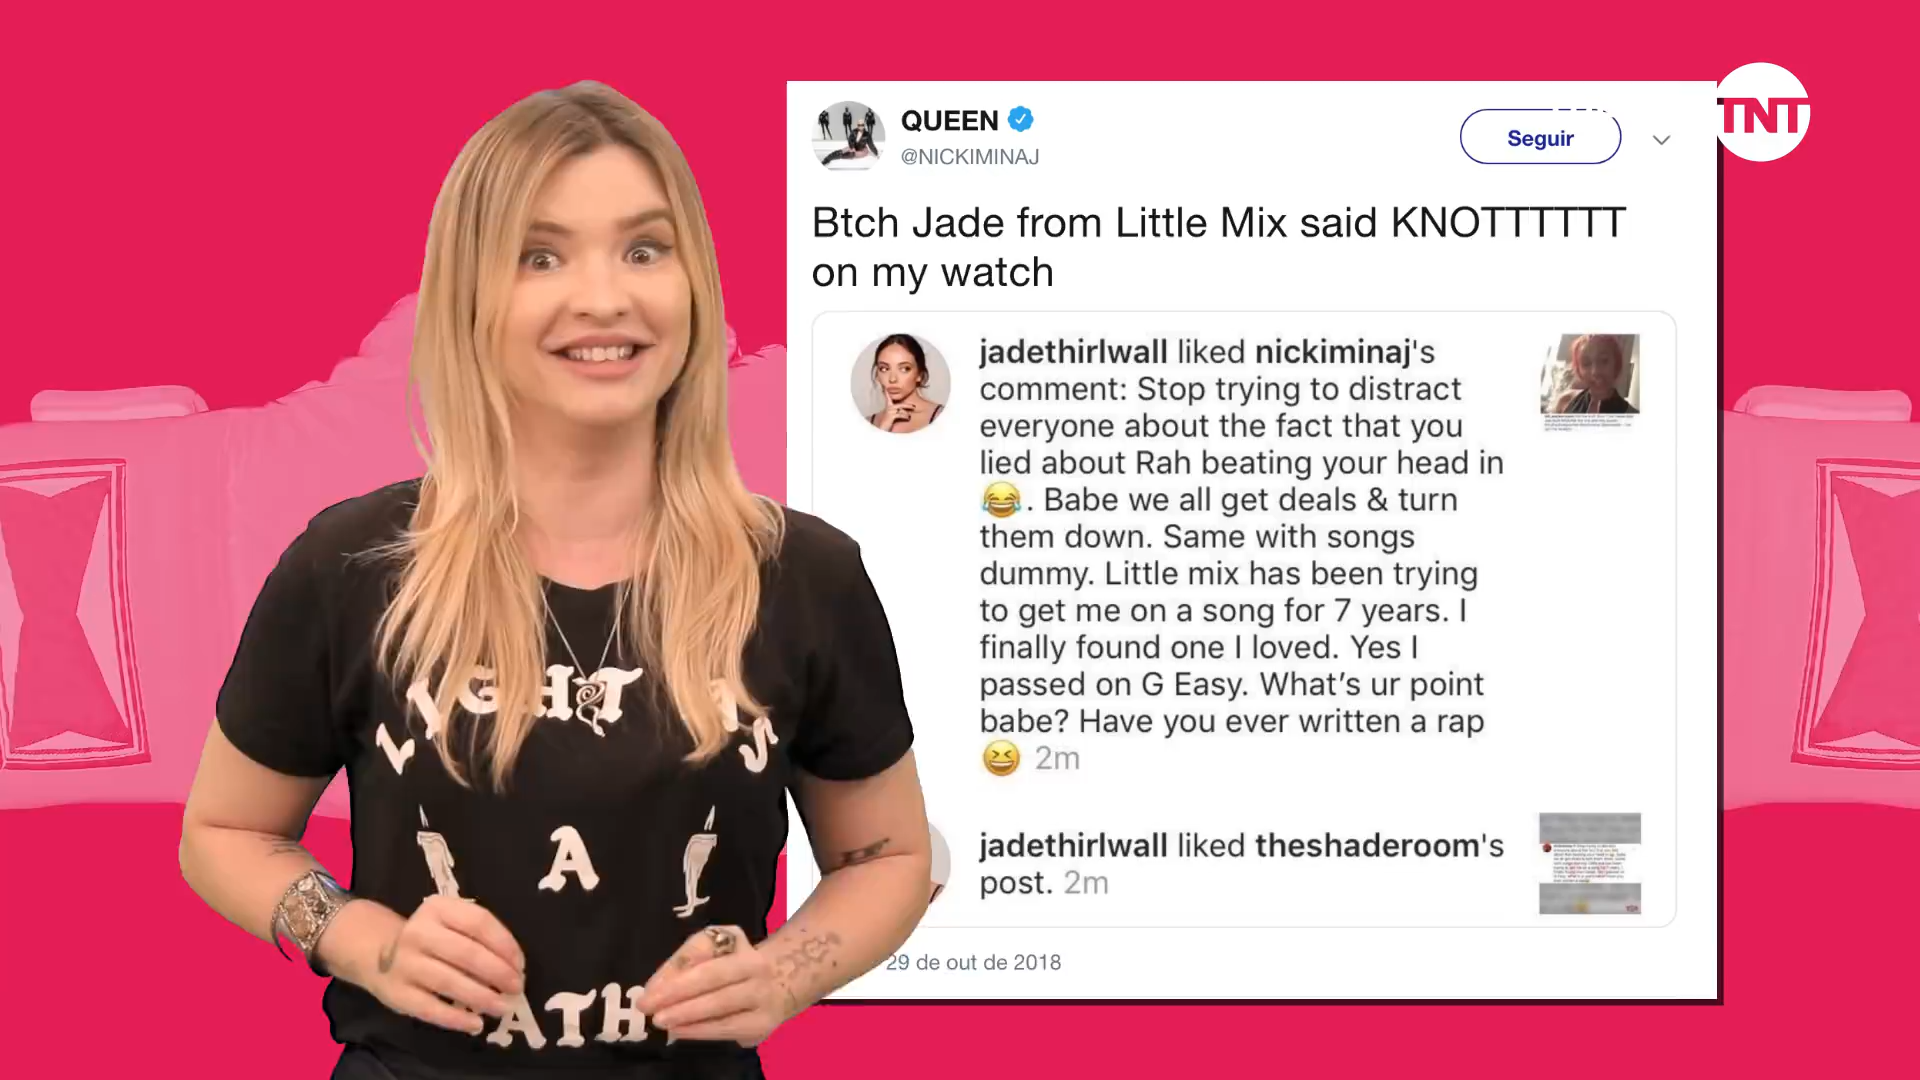 QUEEN
@NICKIMINAJ
Seguir
TNT
Btch Jade from Little Mix said KNOTTTTTT
on my watch
jadethirlwall liked nickiminaj's
comment: Stop trying to distract
everyone about the fact that you
lied about Rah beating your head in
😂. Babe we all get deals & turn
them down. Same with songs
dummy. Little mix has been trying
to get me on a song for 7 years. I
finally found one I loved. Yes I
passed on G Easy. What's ur point
babe? Have you ever written a rap
😆 2m
jadethirlwall liked theshaderoom's
post. 2m
29 de out de 2018
LIGHT
A
ATH